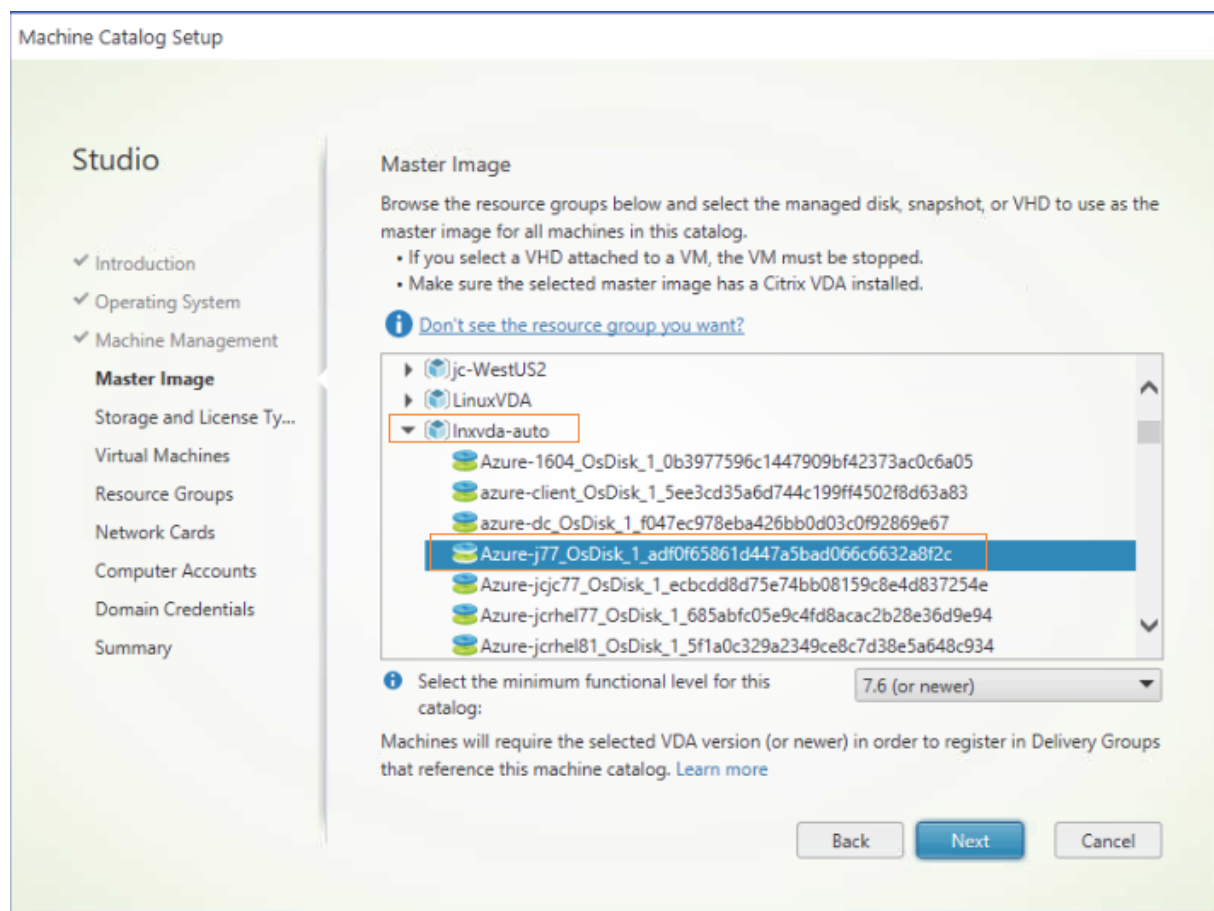 Machine Catalog Setup
Studio
Introduction
Operating System
Machine Management
Master Image
Storage and License Ty...
Virtual Machines
Resource Groups
Network Cards
Computer Accounts
Domain Credentials
Summary
Master Image
Browse the resource groups below and select the managed disk, snapshot, or VHD to use as the
master image for all machines in this catalog.
• If you select a VHD attached to a VM, the VM must be stopped.
• Make sure the selected master image has a Citrix VDA installed.
Don't see the resource group you want?
jc-WestUS2
LinuxVDA
lnxvda-auto
Azure-1604_OsDisk_1_0b3977596c1447909bf42373ac0c6a05
azure-client_OsDisk_1_5ee3cd35a6d744c199ff4502f8d63a83
azure-dc_OsDisk_1_f047ec978eba426bb0d03c0f92869e67
Azure-j77_OsDisk_1_adf0f65861d447a5bad066c6632a8f2c
Azure-jcjc77_OsDisk_1_ecbcdd8d75e74bb08159c8e4d837254e
Azure-jcrhel77_OsDisk_1_685abfc05e9c4fd8acac2b28e36d9e94
Azure-jcrhel81_OsDisk_1_5f1a0c329a2349ce8c7d38e5a648c934
Select the minimum functional level for this
catalog:
7.6 (or newer)
Machines will require the selected VDA version (or newer) in order to register in Delivery Groups
that reference this machine catalog. Learn more
Back
Next
Cancel